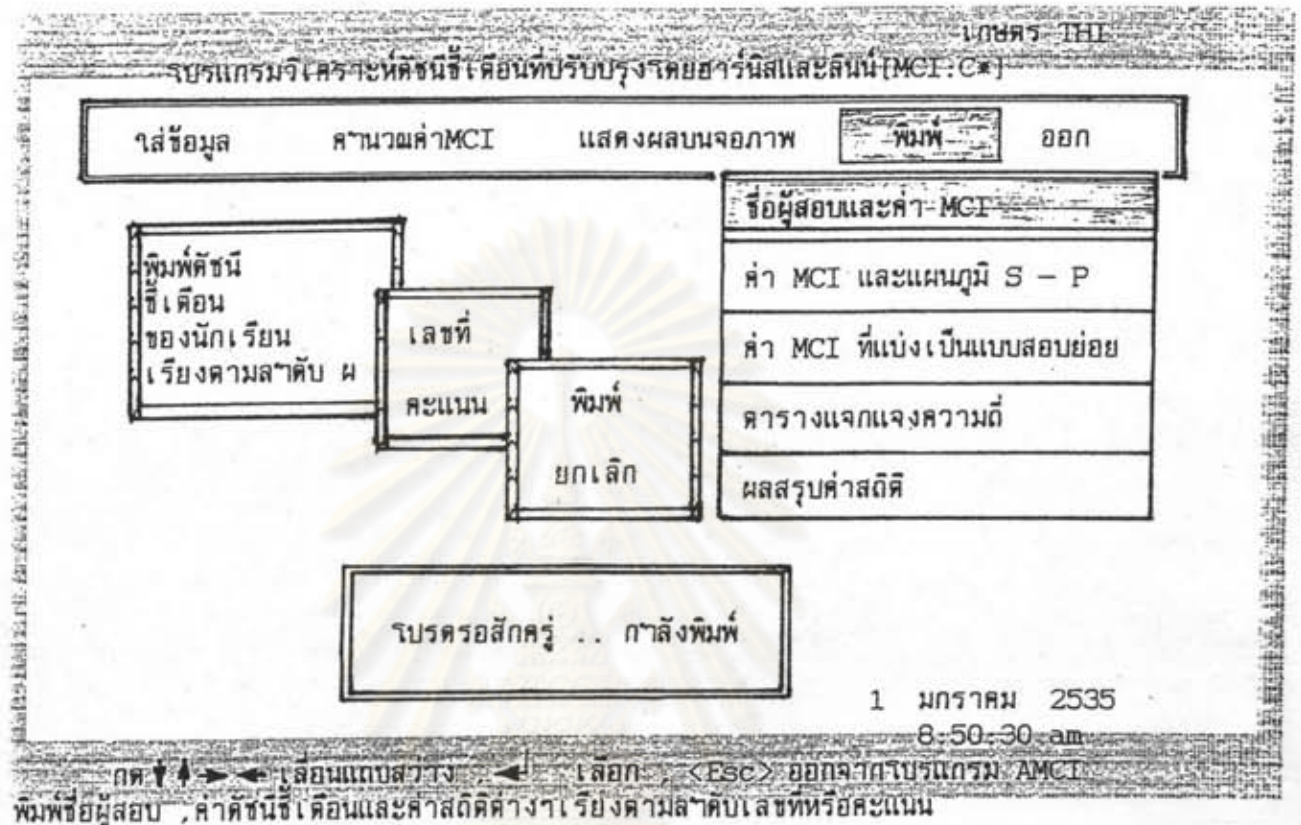 เกษตร THI
โปรแกรมวิเคราะห์ดัชนีชี้เตือนที่ปรับปรุงโดยฮาร์นิสและลินน์[MCI:C*]
ใส่ข้อมูล คำนวณค่าMCI แสดงผลบนจอภาพ พิมพ์ ออก
ชื่อผู้สอบและค่า MCI
ค่า MCI และแผนภูมิ S - P
ค่า MCI ที่แบ่งเป็นแบบสอบย่อย
ตารางแจกแจงความถี่
ผลสรุปค่าสถิติ
พิมพ์ดัชนี
ชี้เตือน
ของนักเรียน
เรียงตามลำดับ ผ
เลขที่
คะแนน
พิมพ์
ยกเลิก
โปรดรอสักครู่ .. กำลังพิมพ์
1 มกราคม 2535
8:50:30 am
กด ↓ ↑ → ← เลื่อนแถบสว่าง , ↵ เลือก , <Esc> ออกจากโปรแกรม AMCI
พิมพ์ชื่อผู้สอบ ,ค่าดัชนีชี้เตือนและค่าสถิติต่างๆเรียงตามลำดับเลขที่หรือคะแนน